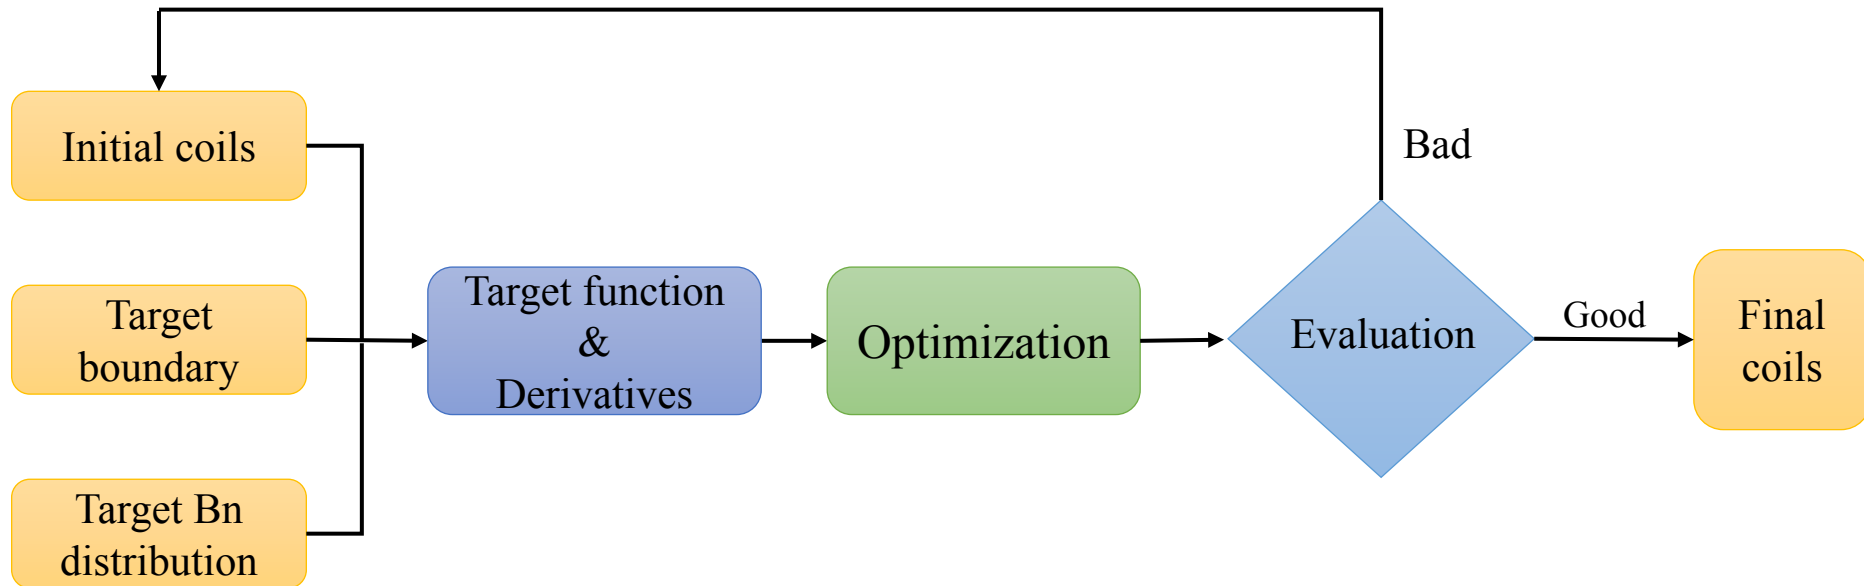 Initial coils
Bad
Target function
&
Derivatives
Target
boundary
Optimization
Evaluation
Good
Final
coils
Target Bn
distribution